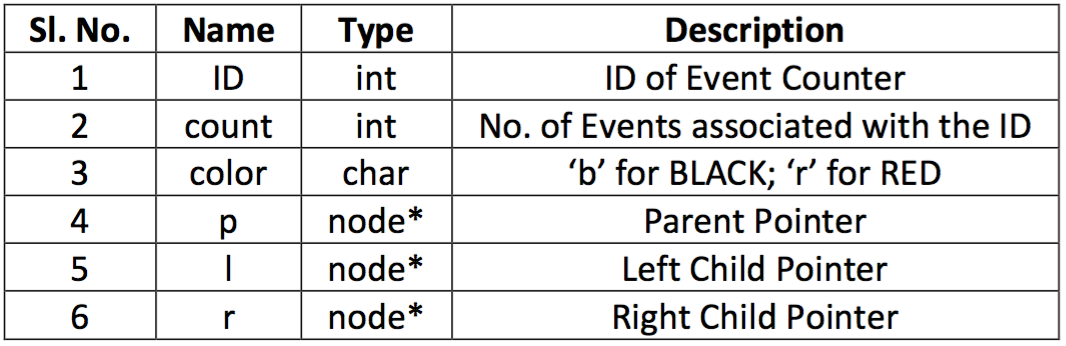 Sl. No. Name Type Description
1 ID int ID of Event Counter
2 count int No. of Events associated with the ID
3 color char ‘b’ for BLACK; ‘r’ for RED
4 p node* Parent Pointer
5 l node* Left Child Pointer
6 r node* Right Child Pointer